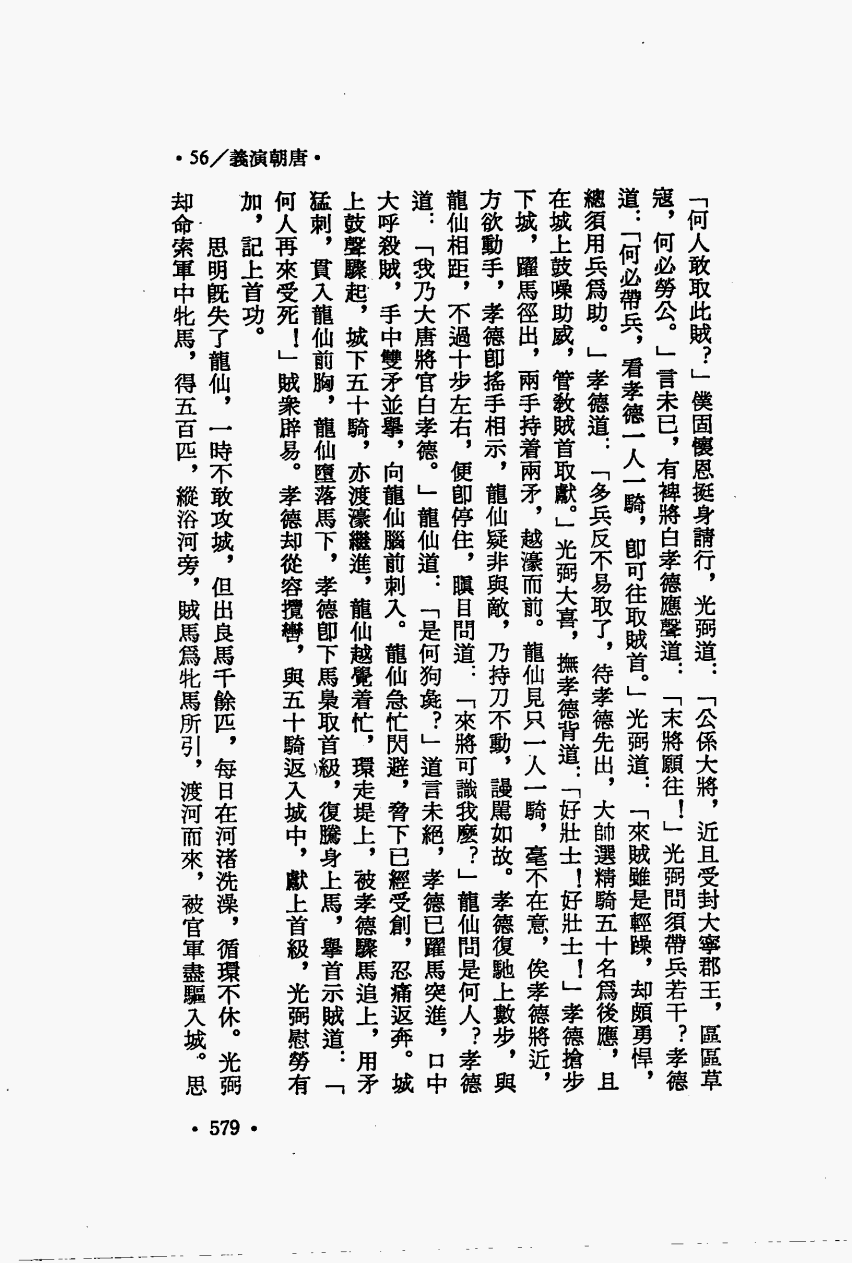 •56／義演朝唐•
「何人敢取此賊？」僕固懷恩挺身請行，光弼道：「公係大將，近且受封大寧郡王，區區草
寇，何必勞公。」言未已，有裨將白孝德應聲道：「末將願往！」光弼問須帶兵若干？孝德
道：「何必帶兵，看孝德一人一騎，卽可往取賊首。」光弼道：「來賊雖是輕躁，却頗勇悍，
總須用兵爲助。」孝德道：「多兵反不易取了，待孝德先出，大帥選精騎五十名爲後應，且
在城上鼓噪助威，管敎賊首取獻。」光弼大喜，撫孝德背道：「好壯士！好壯士！」孝德搶步
下城，躍馬徑出，兩手持着兩矛，越濠而前。龍仙見只一人一騎，毫不在意，俟孝德將近，
方欲動手，孝德卽搖手相示，龍仙疑非與敵，乃持刀不動，謾駡如故。孝德復馳上數步，與
龍仙相距，不過十步左右，便卽停住，瞋目問道：「來將可識我麼？」龍仙問是何人？孝德
道：「我乃大唐將官白孝德。」龍仙道：「是何狗彘？」道言未絕，孝德已躍馬突進，口中
大呼殺賊，手中雙矛並舉，向龍仙腦前刺入。龍仙急忙閃避，脅下已經受創，忍痛返奔。城
上鼓聲驟起，城下五十騎，亦渡濠繼進，龍仙越覺着忙，環走堤上，被孝德驟馬追上，用矛
猛刺，貫入龍仙前胸，龍仙墮落馬下，孝德卽下馬梟取首級，復騰身上馬，舉首示賊道：「
何人再來受死！」賊衆辟易。孝德却從容攬轡，與五十騎返入城中，獻上首級，光弼慰勞有
加，記上首功。
思明旣失了龍仙，一時不敢攻城，但出良馬千餘匹，每日在河渚洗澡，循環不休。光弼
却命索軍中牝馬，得五百匹，縱浴河旁，賊馬爲牝馬所引，渡河而來，被官軍盡驅入城。思
•579•